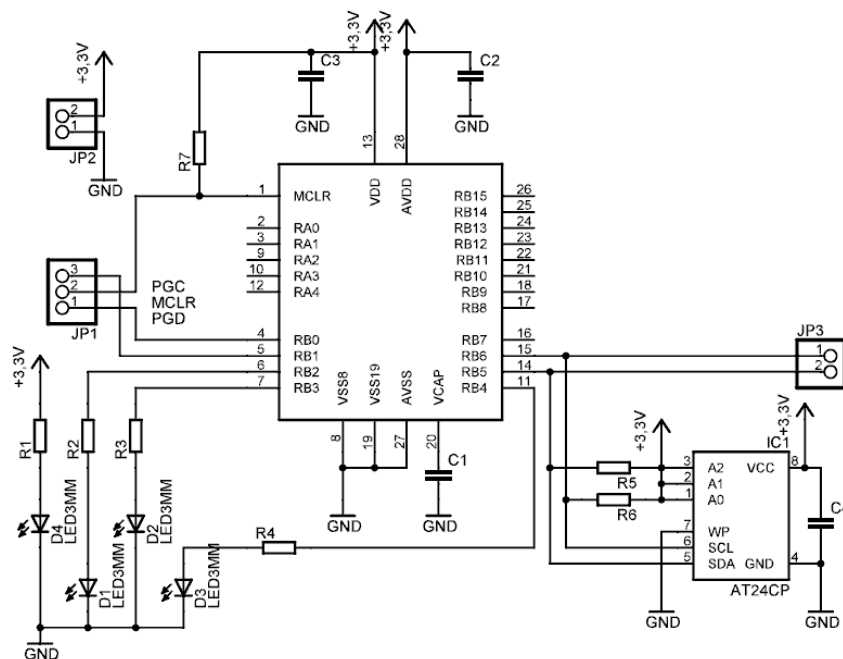 +3,3V
+3,3V
+3,3V
C3
C2
2
1
JP2
GND
GND
GND
R7
13
28
VDD
AVDD
1
MCLR
2
RA0
3
RA1
9
RA2
10
RA3
12
RA4
4
RB0
5
RB1
6
RB2
7
RB3
RB15
26
RB14
25
RB13
24
RB12
23
RB11
22
RB10
21
RB9
18
RB8
17
RB7
16
RB6
15
RB5
14
RB4
11
VSS8
VSS19
AVSS
VCAP
8
19
27
20
C1
GND
GND
3
2
1
JP1
PGC
MCLR
PGD
JP3
1
2
+3,3V
R1
R2
R3
D4
LED3MM
D2
LED3MM
D1
LED3MM
D3
LED3MM
R4
GND
+3,3V
+3,3V
IC1
R5
R6
3
A2
2
A1
1
A0
7
WP
6
SCL
5
SDA
VCC
8
GND
4
AT24CP
GND
GND